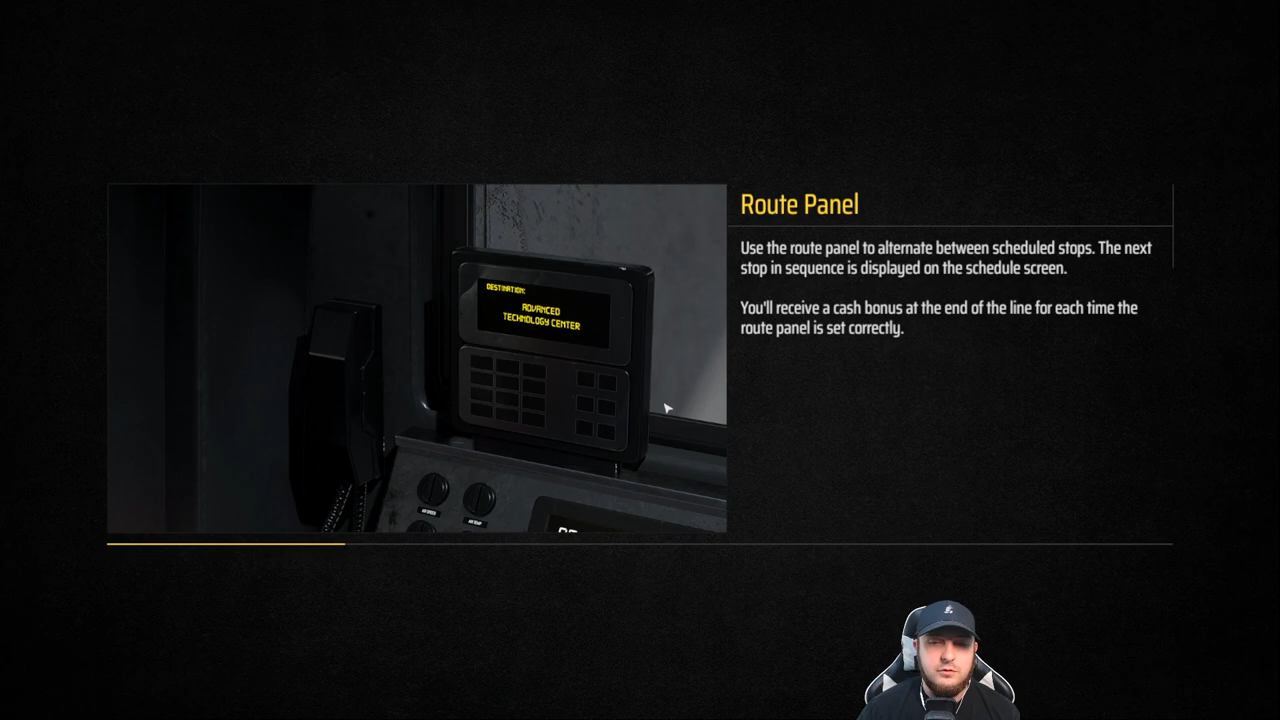 Route Panel
Use the route panel to alternate between scheduled stops. The next
stop in sequence is displayed on the schedule screen.
You'll receive a cash bonus at the end of the line for each time the
route panel is set correctly.
DESTINATION:
ADVANCED
TECHNOLOGY CENTER